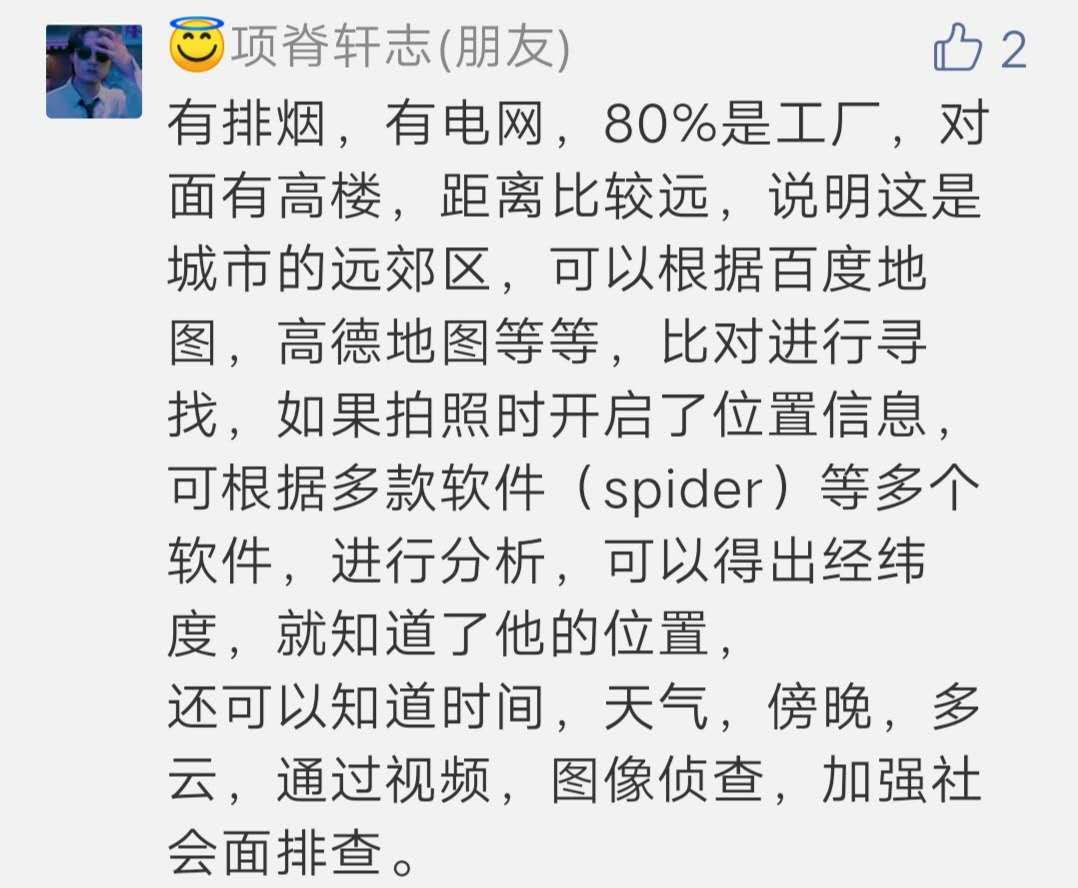 项脊轩志(朋友)
2
有排烟，有电网，80%是工厂，对
面有高楼，距离比较远，说明这是
城市的远郊区，可以根据百度地
图，高德地图等等，比对进行寻
找，如果拍照时开启了位置信息，
可根据多款软件（spider）等多个
软件，进行分析，可以得出经纬
度，就知道了他的位置，
还可以知道时间，天气，傍晚，多
云，通过视频，图像侦查，加强社
会面排查。